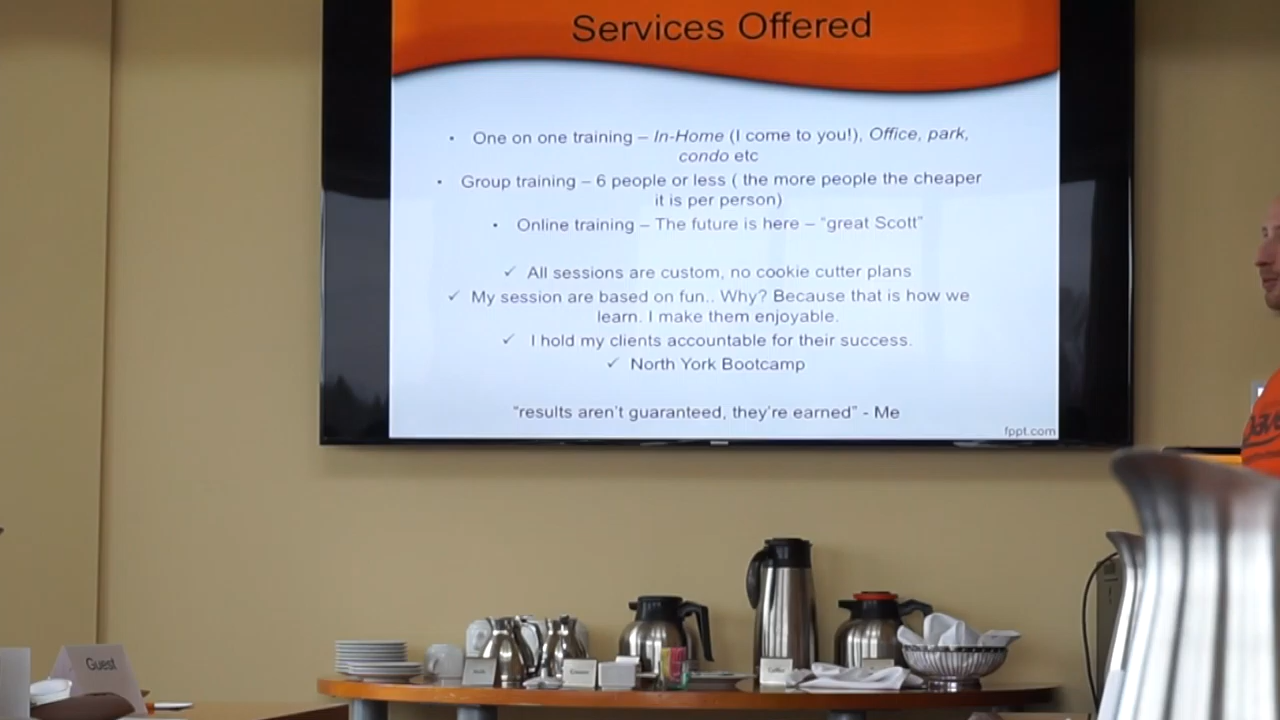 Services Offered
• One on one training – In-Home (I come to you!), Office, park,
condo etc
• Group training – 6 people or less ( the more people the cheaper
it is per person)
• Online training – The future is here – “great Scott”
✓ All sessions are custom, no cookie cutter plans
✓ My session are based on fun.. Why? Because that is how we
learn. I make them enjoyable.
✓ I hold my clients accountable for their success.
✓ North York Bootcamp
“results aren’t guaranteed, they’re earned” - Me
fppt.com
Guest